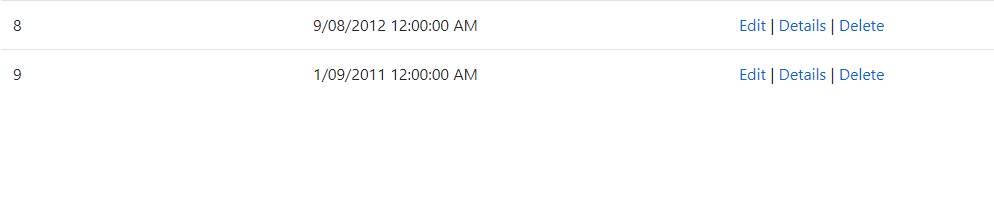 8 9/08/2012 12:00:00 AM Edit | Details | Delete
9 1/09/2011 12:00:00 AM Edit | Details | Delete